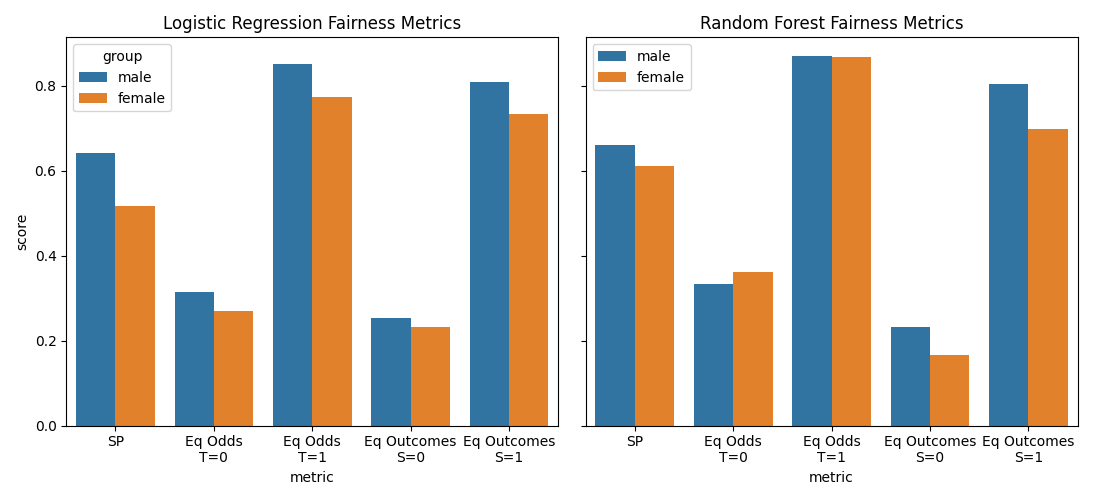 Logistic Regression Fairness Metrics
group
male
female
score
0.8
0.6
0.4
0.2
0.0
SP
Eq Odds
T=0
Eq Odds
T=1
Eq Outcomes
S=0
Eq Outcomes
S=1
metric
Random Forest Fairness Metrics
male
female
SP
Eq Odds
T=0
Eq Odds
T=1
Eq Outcomes
S=0
Eq Outcomes
S=1
metric